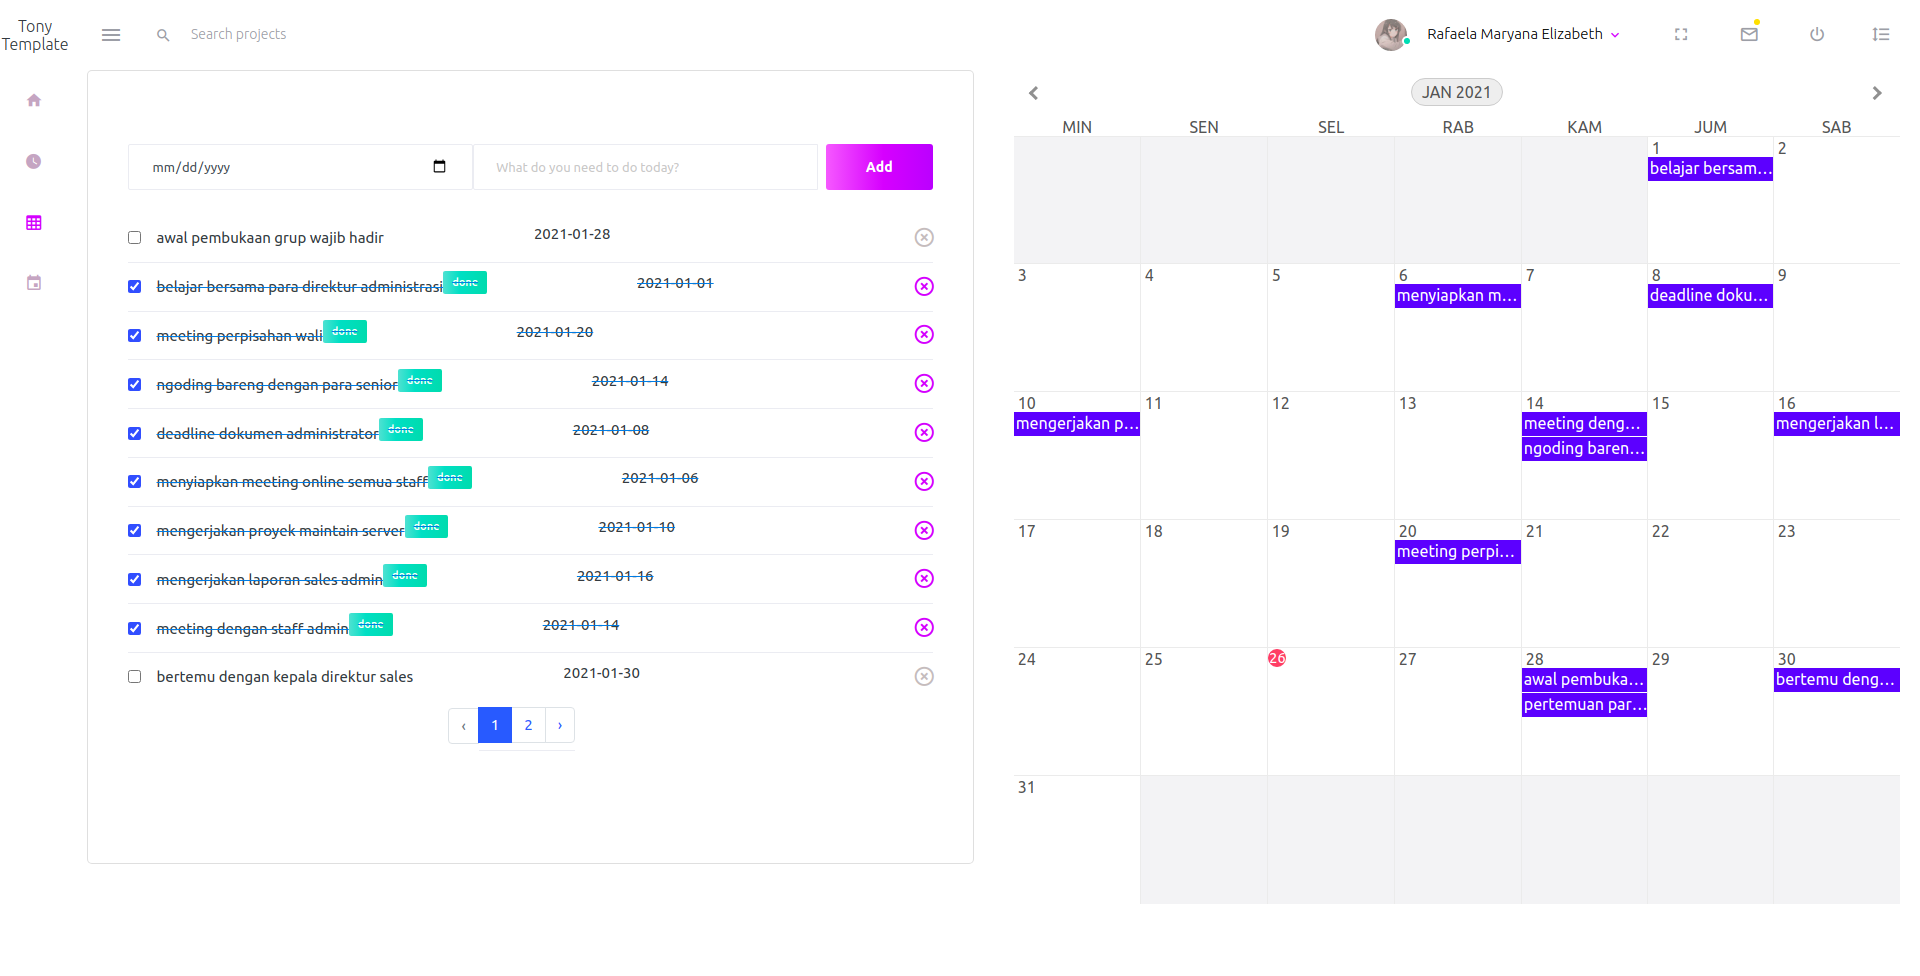 Tony
Template
Search projects
Rafaela Maryana Elizabeth
mm/dd/yyyy
What do you need to do today?
Add
awal pembukaan grup wajib hadir 2021-01-28
belajar bersama para direktur administrasi done 2021-01-01
meeting perpisahan wali done 2021-01-20
ngoding bareng dengan para senior done 2021-01-14
deadline dokumen administrator done 2021-01-08
menyiapkan meeting online semua staff done 2021-01-06
mengerjakan proyek maintain server done 2021-01-10
mengerjakan laporan sales admin done 2021-01-16
meeting dengan staff admin done 2021-01-14
bertemu dengan kepala direktur sales 2021-01-30
‹ 1 2 ›
JAN 2021
MIN SEN SEL RAB KAM JUM SAB
1 2
belajar bersam...
3 4 5 6 7 8 9
menyiapkan m... deadline doku...
10 11 12 13 14 15 16
mengerjakan p... meeting deng... mengerjakan l...
ngoding baren...
17 18 19 20 21 22 23
meeting perpi...
24 25 26 27 28 29 30
awal pembuka... bertemu deng...
pertemuan par...
31